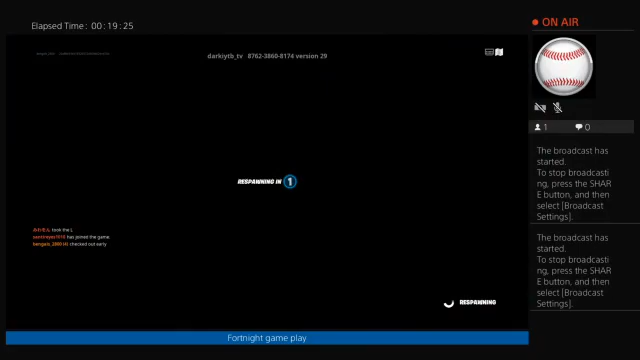 Elapsed Time : 00 : 19 : 25
ON AIR
darkiytb_tv 8762-3860-8174 version 29
1
0
The broadcast has
started.
To stop broadcasti
ng, press the SHAR
E button, and then
select [Broadcast
Settings].
The broadcast has
started.
To stop broadcasti
ng, press the SHAR
E button, and then
select [Broadcast
Settings].
RESPAWNING IN 1
took the L
has joined the game.
checked out early
RESPAWNING
Fortnight game play